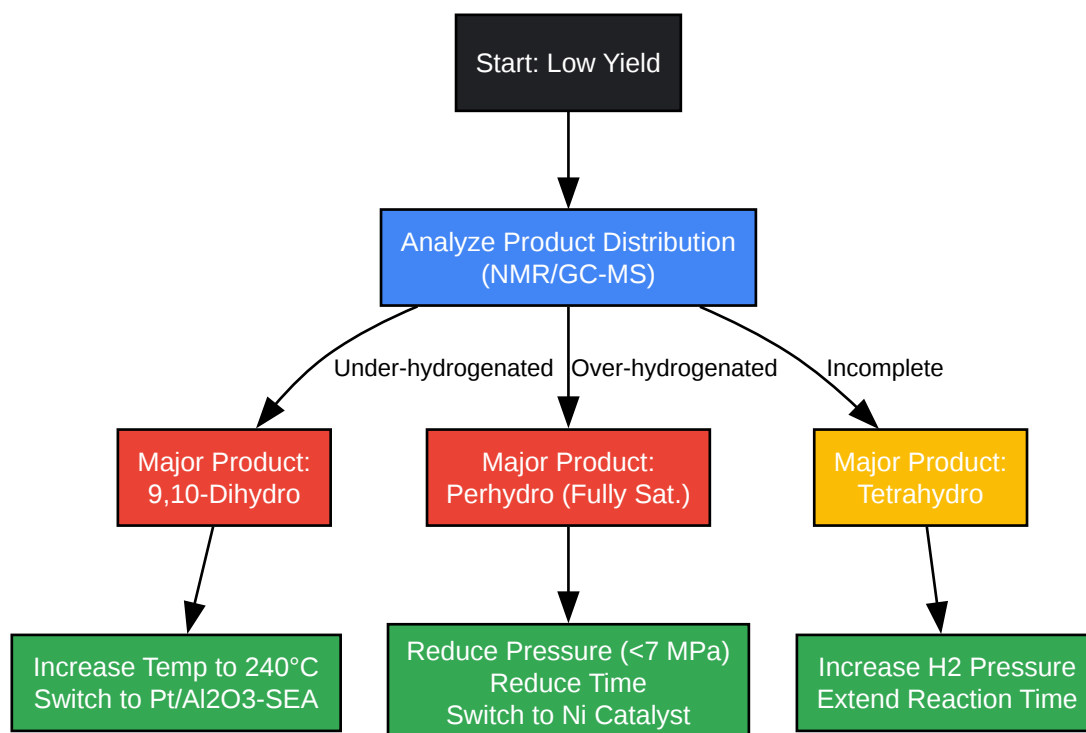 Start: Low Yield
Analyze Product Distribution
(NMR/GC-MS)
Under-hydrogenated
Over-hydrogenated
Incomplete
Major Product:
9,10-Dihydro
Major Product:
Perhydro (Fully Sat.)
Major Product:
Tetrahydro
Increase Temp to 240°C
Switch to Pt/Al2O3-SEA
Reduce Pressure (<7 MPa)
Reduce Time
Switch to Ni Catalyst
Increase H2 Pressure
Extend Reaction Time